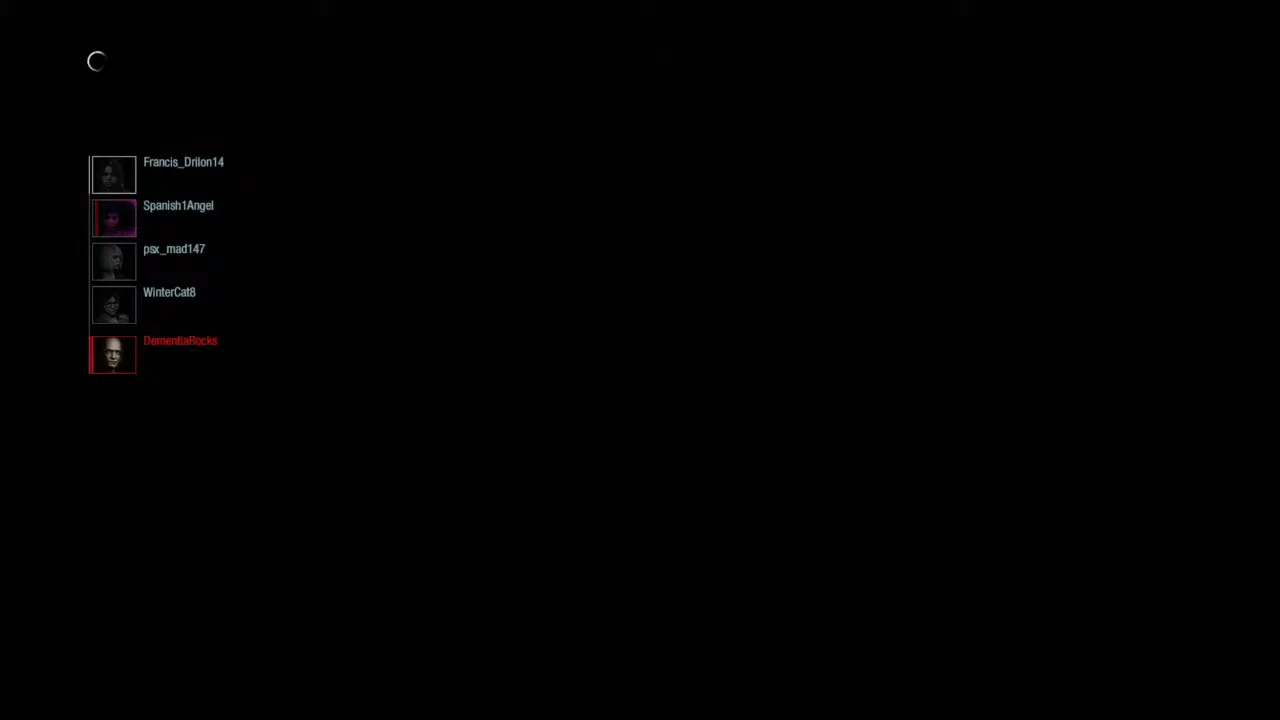 Francis_Drilon14
Spanish1Angel
psx_mad147
WinterCat8
DementiaRocks